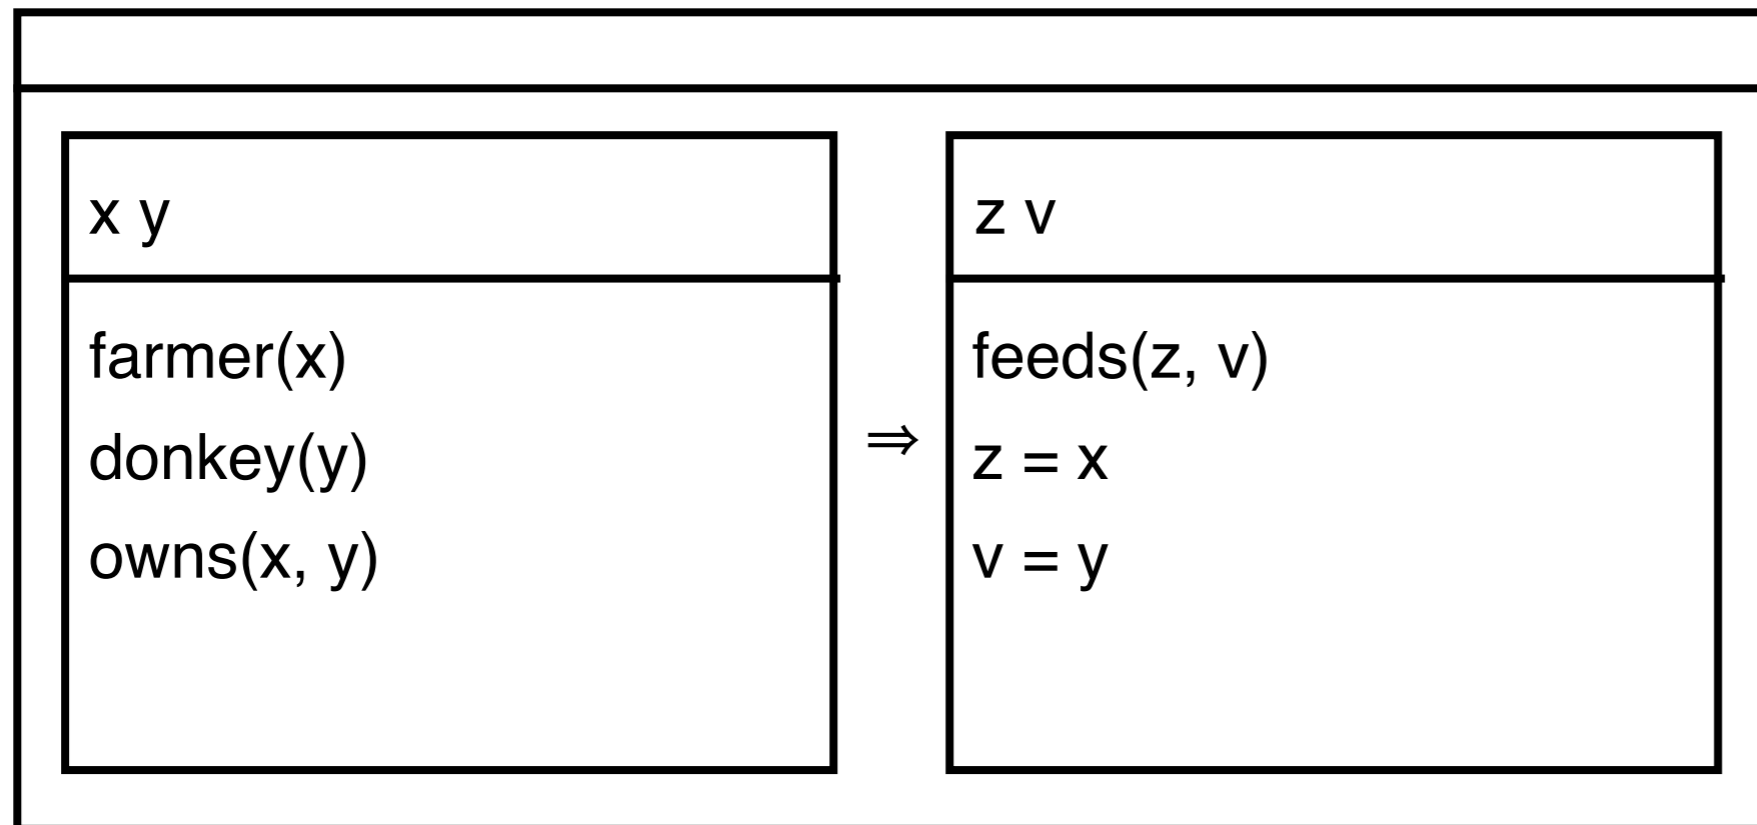 x y
farmer(x)
donkey(y)
owns(x, y)
⇒
z v
feeds(z, v)
z = x
v = y